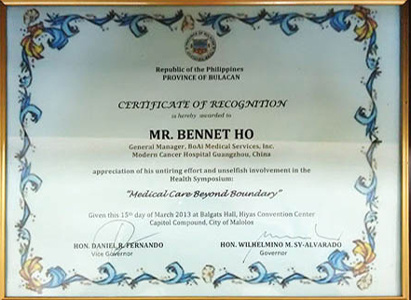 Republic of the Philippines
PROVINCE OF BULACAN
CERTIFICATE OF RECOGNITION
is hereby awarded to
MR. BENNET HO
General Manager, BoAi Medical Services, Inc.
Modern Cancer Hospital Guangzhou, China
appreciation of his untiring effort and unselfish involvement in the
Health Symposium:
"Medical Care Beyond Boundary"
Given this 15th day of March 2013 at Balgats Hall, Hiyas Convention Center
Capitol Compound, City of Malolos
HON. DANIEL R. FERNANDO
Vice Governor
HON. WILHELMINO M. SY-ALVARADO
Governor